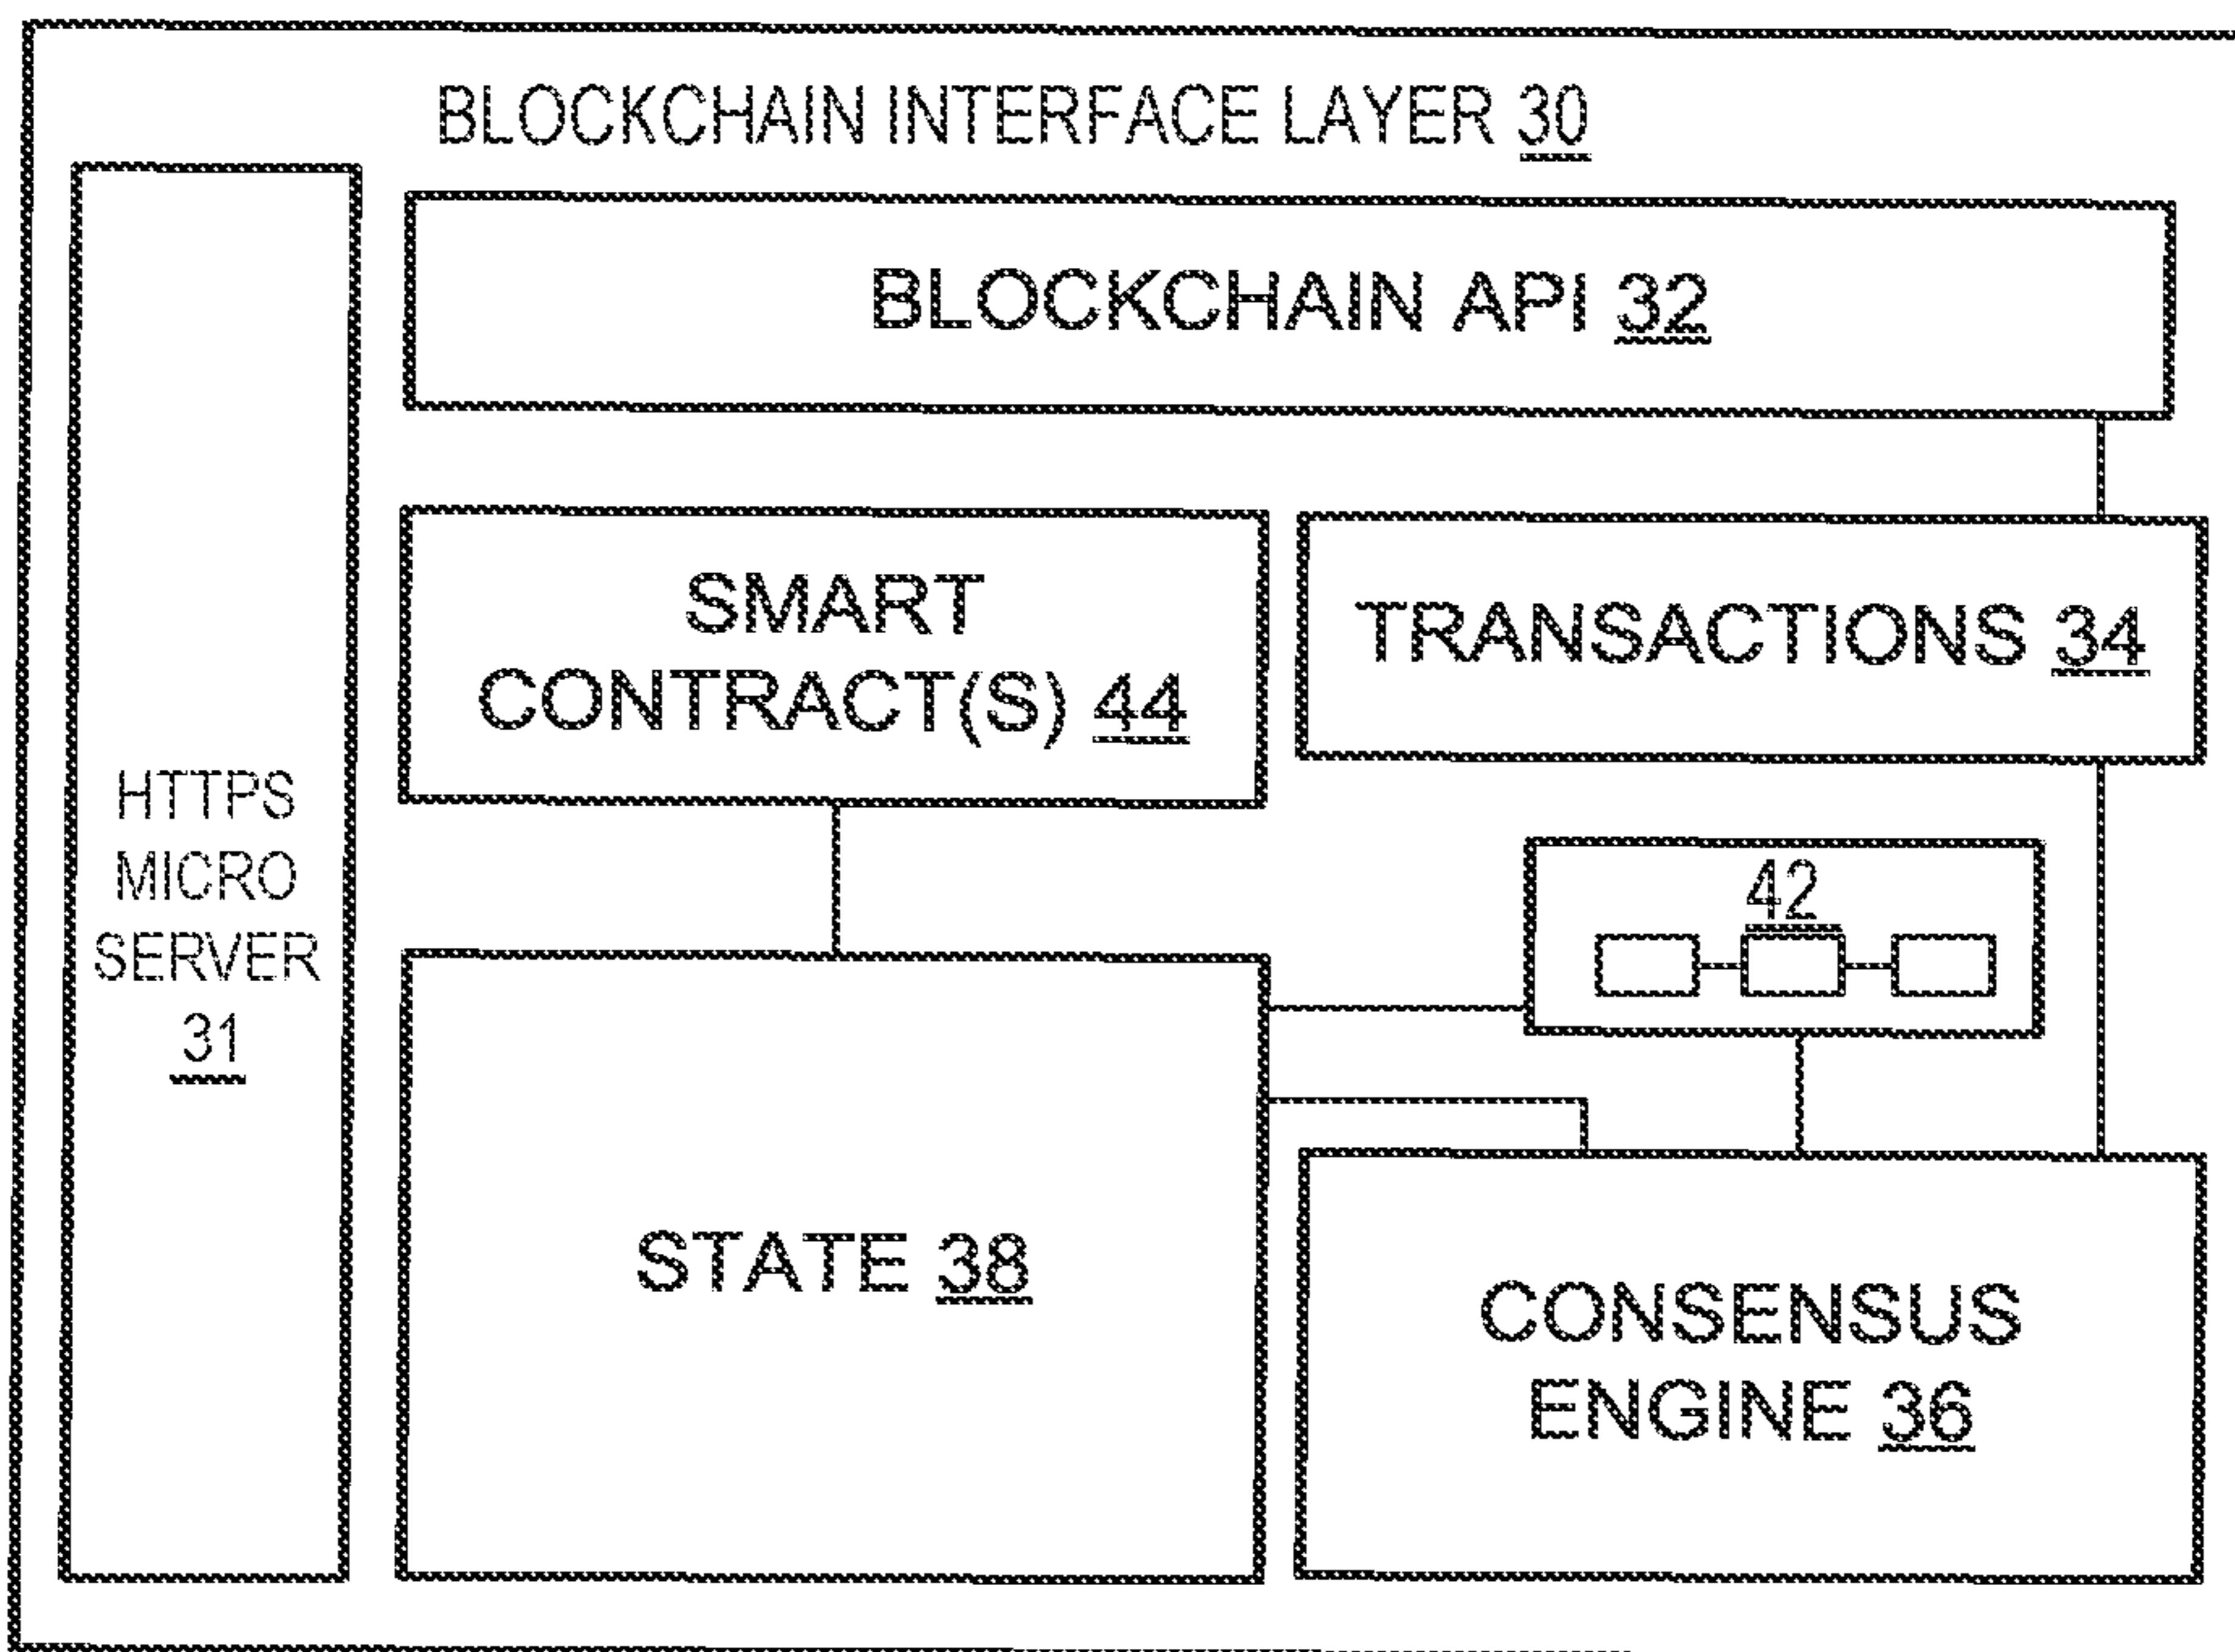 BLOCKCHAIN INTERFACE LAYER 30
BLOCKCHAIN API 32
SMART
CONTRACT(S) 44
TRANSACTIONS 34
HTTPS
MICRO
SERVER
31
42
STATE 38
CONSENSUS
ENGINE 36